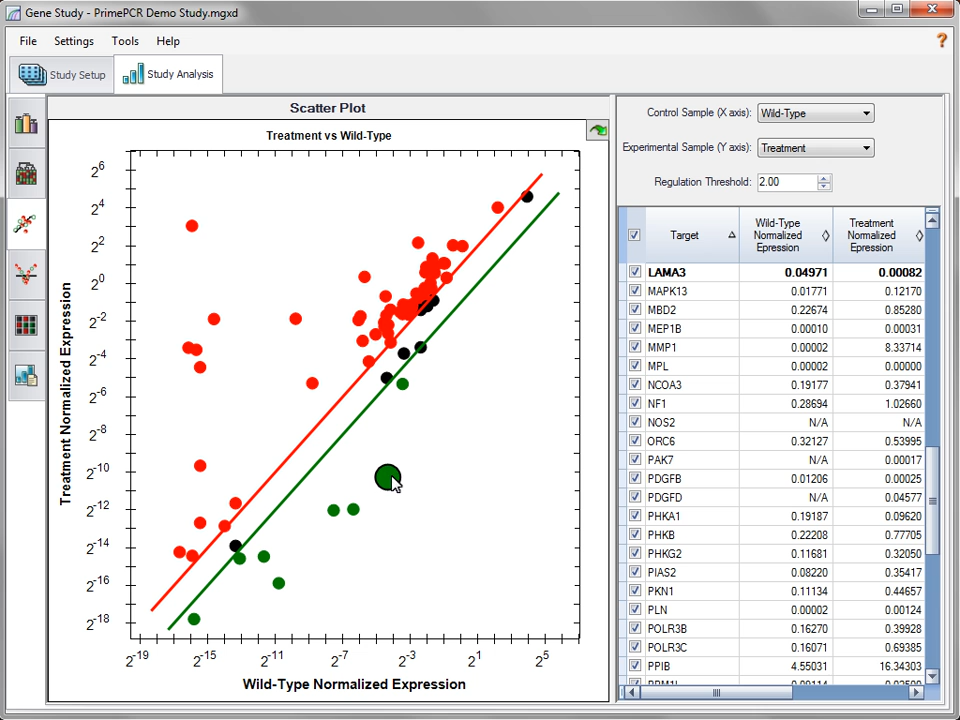 Gene Study - PrimePCR Demo Study.mgxd
File Settings Tools Help
?
Study Setup Study Analysis
Scatter Plot
Treatment vs Wild-Type
Treatment Normalized Expression
2^6
2^4
2^2
2^0
2^-2
2^-4
2^-6
2^-8
2^-10
2^-12
2^-14
2^-16
2^-18
2^-19 2^-15 2^-11 2^-7 2^-3 2^1 2^5
Wild-Type Normalized Expression
Control Sample (X axis): Wild-Type
Experimental Sample (Y axis): Treatment
Regulation Threshold: 2.00
Target
Wild-Type
Normalized
Epression
Treatment
Normalized
Epression
LAMA3 0.04971 0.00082
MAPK13 0.01771 0.12170
MBD2 0.22674 0.85280
MEP1B 0.00010 0.00031
MMP1 0.00002 8.33714
MPL 0.00002 0.00000
NCOA3 0.19177 0.37941
NF1 0.28694 1.02660
NOS2 N/A N/A
ORC6 0.32127 0.53995
PAK7 N/A 0.00017
PDGFB 0.01206 0.00025
PDGFD N/A 0.04577
PHKA1 0.19187 0.09620
PHKB 0.22208 0.77705
PHKG2 0.11681 0.32050
PIAS2 0.08220 0.35417
PKN1 0.11134 0.44657
PLN 0.00002 0.00124
POLR3B 0.16270 0.39928
POLR3C 0.16071 0.69385
PPIB 4.55031 16.34303